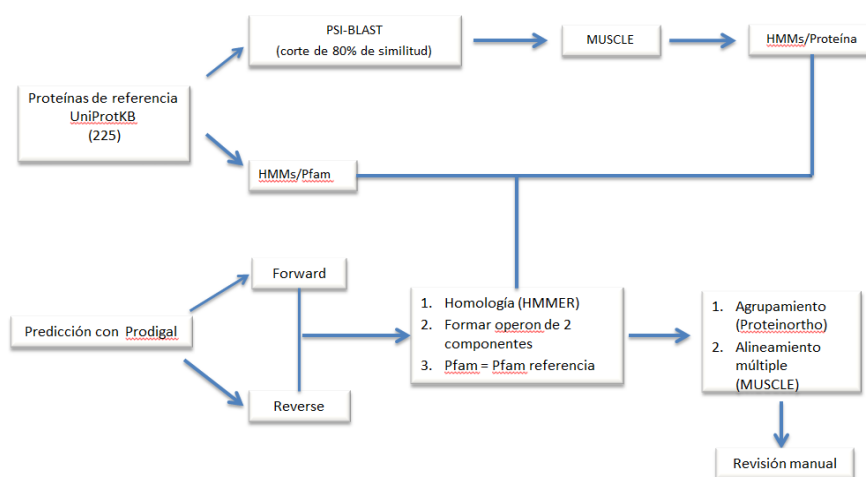 PSI-BLAST
(corte de 80% de similitud)
MUSCLE
HMMs/Proteína
Proteínas de referencia
UniProtKB
(225)
HMMs/Pfam
Forward
Predicción con Prodigal
Reverse
1. Homología (HMMER)
2. Formar operon de 2
componentes
3. Pfam = Pfam referencia
1. Agrupamiento
(Proteinortho)
2. Alineamiento
múltiple
(MUSCLE)
Revisión manual